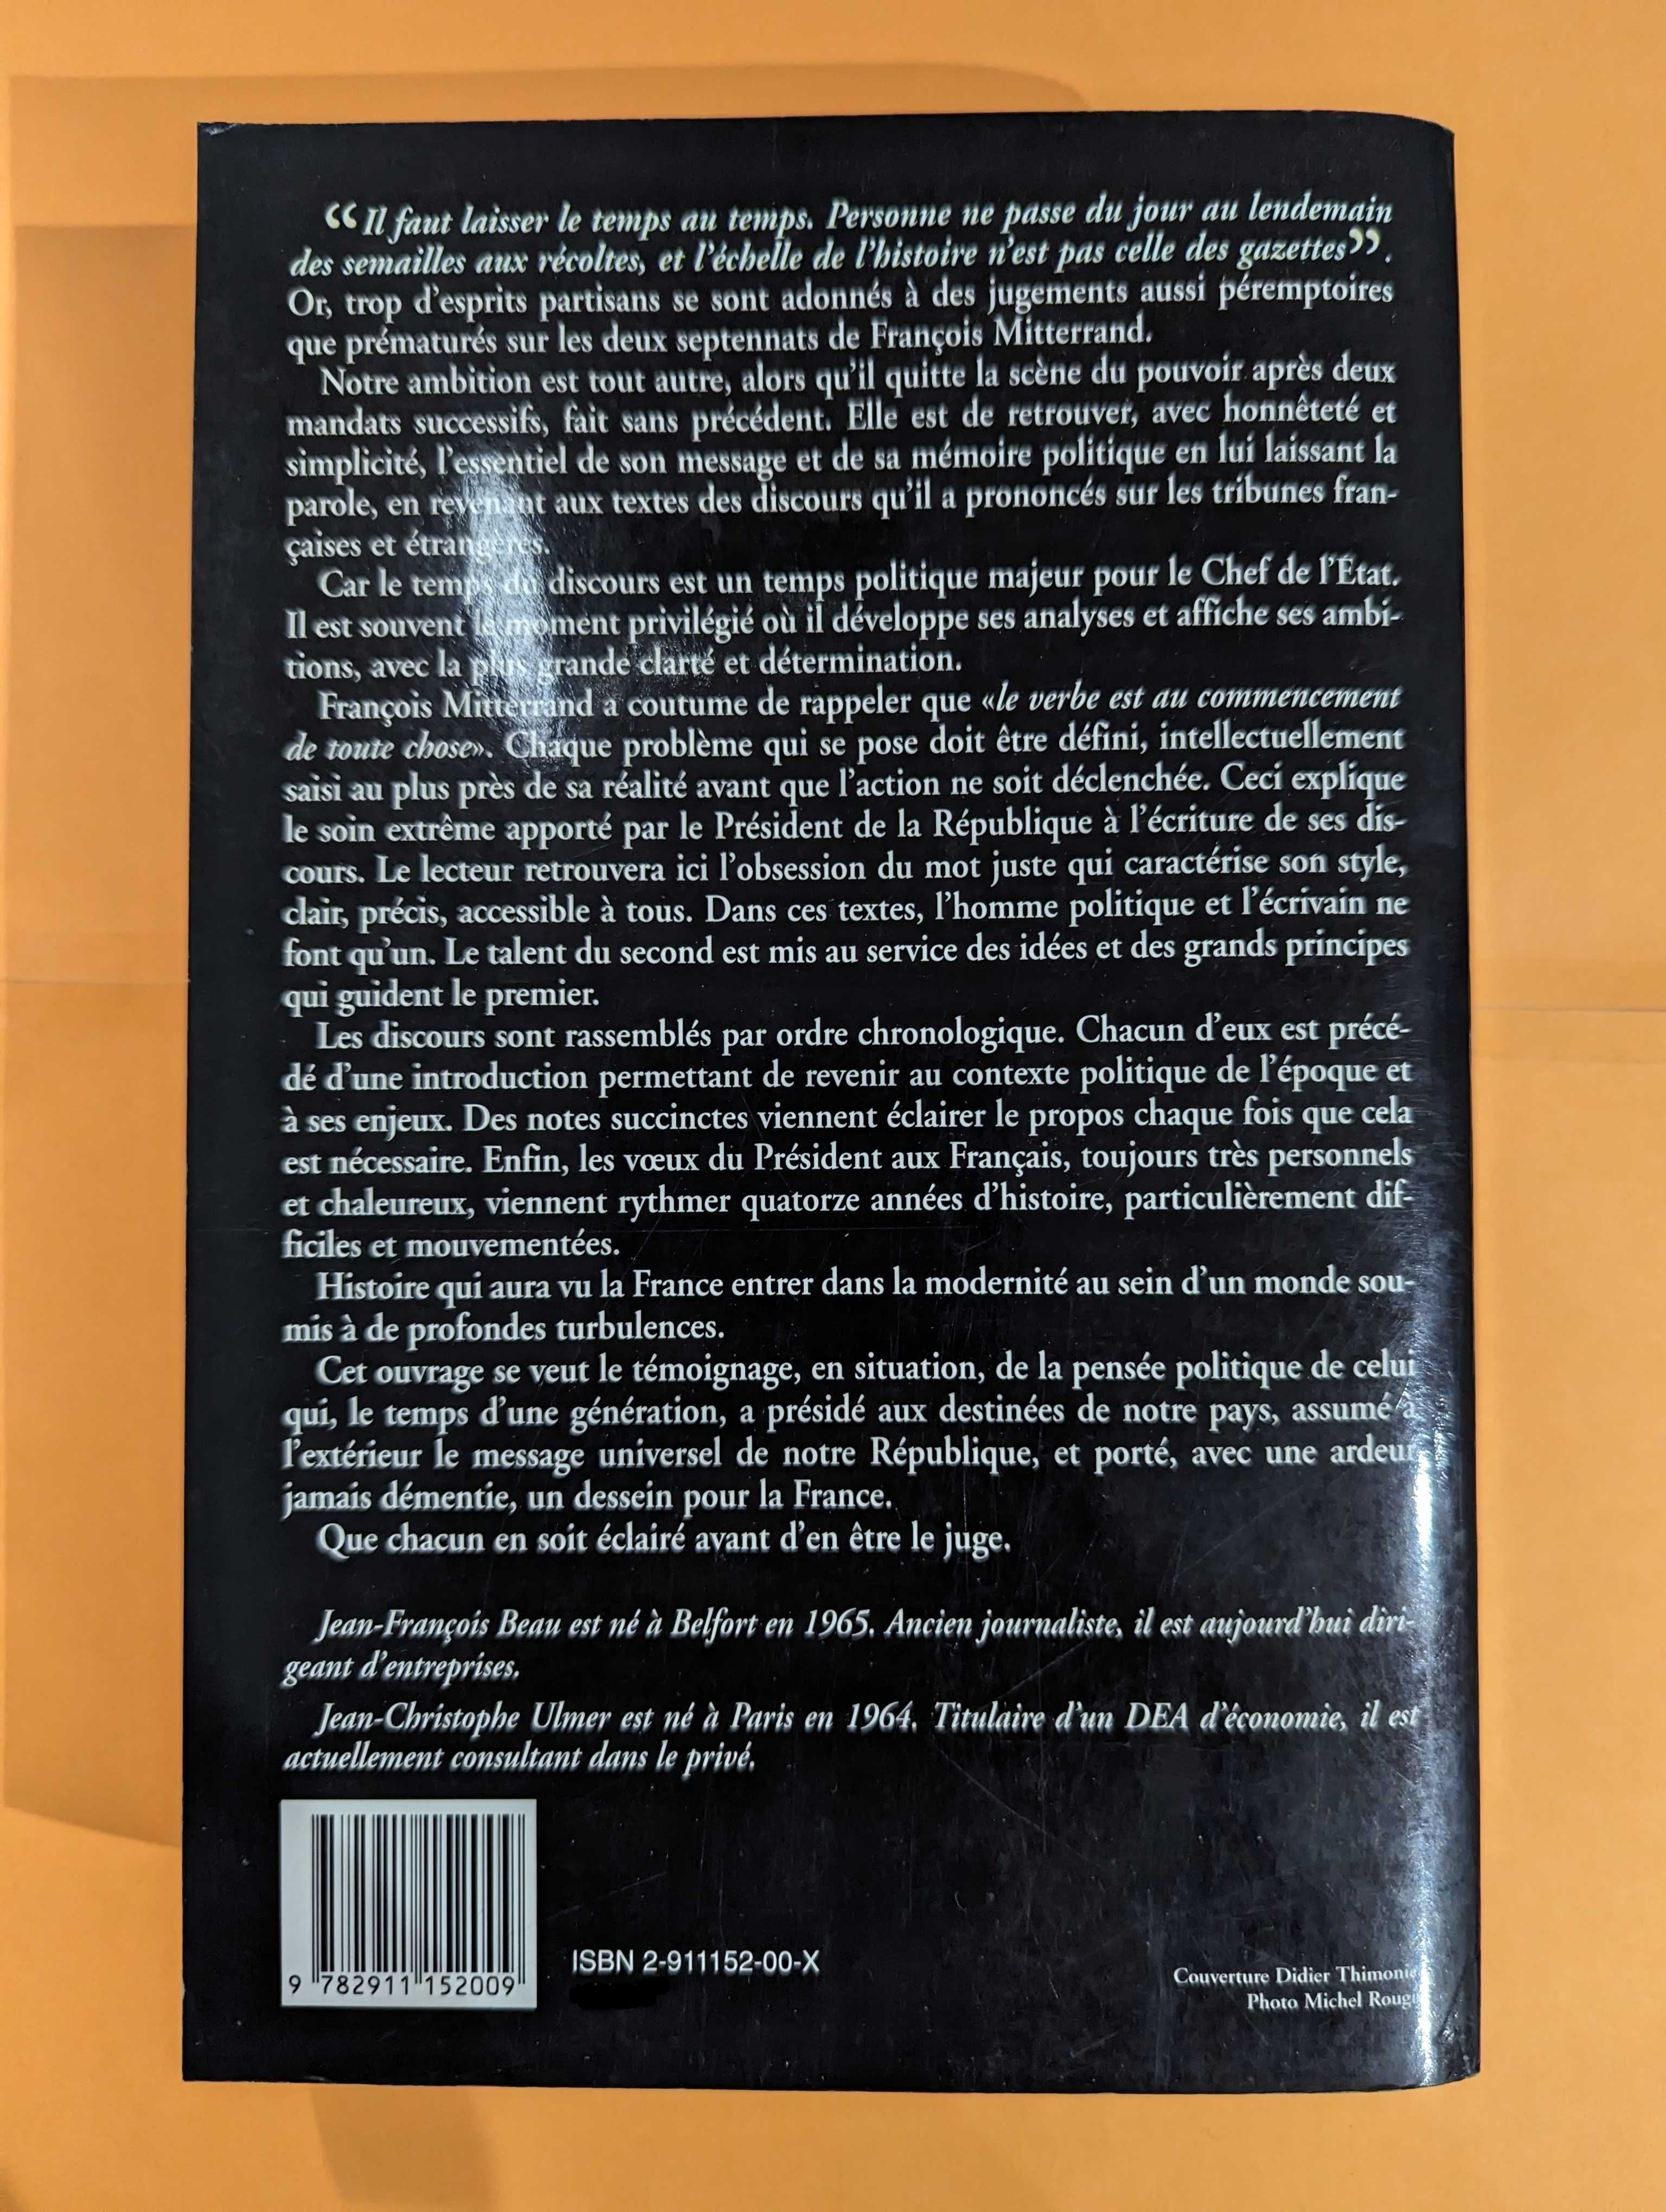 “Il faut laisser le temps au temps. Personne ne passe du jour au lendemain
des semailles aux récoltes, et l’échelle de l’histoire n’est pas celle des gazettes”.
Or, trop d’esprits partisans se sont adonnés à des jugements aussi péremptoires
que prématurés sur les deux septennats de François Mitterrand.
Notre ambition est tout autre, alors qu’il quitte la scène du pouvoir après deux
mandats successifs, fait sans précédent. Elle est de retrouver, avec honnêteté et
simplicité, l’essentiel de son message et de sa mémoire politique en lui laissant la
parole, en revenant aux textes des discours qu’il a prononcés sur les tribunes fran-
çaises et étrangères.
Car le temps du discours est un temps politique majeur pour le Chef de l’État.
Il est souvent le moment privilégié où il développe ses analyses et affiche ses ambi-
tions, avec la plus grande clarté et détermination.
François Mitterrand a coutume de rappeler que «le verbe est au commencement
de toute chose». Chaque problème qui se pose doit être défini, intellectuellement
saisi au plus près de sa réalité avant que l’action ne soit déclenchée. Ceci explique
le soin extrême apporté par le Président de la République à l’écriture de ses dis-
cours. Le lecteur retrouvera ici l’obsession du mot juste qui caractérise son style,
clair, précis, accessible à tous. Dans ces textes, l’homme politique et l’écrivain ne
font qu’un. Le talent du second est mis au service des idées et des grands principes
qui guident le premier.
Les discours sont rassemblés par ordre chronologique. Chacun d’eux est précé-
dé d’une introduction permettant de revenir au contexte politique de l’époque et
à ses enjeux. Des notes succinctes viennent éclairer le propos chaque fois que cela
est nécessaire. Enfin, les vœux du Président aux Français, toujours très personnels
et chaleureux, viennent rythmer quatorze années d’histoire, particulièrement dif-
ficiles et mouvementées.
Histoire qui aura vu la France entrer dans la modernité au sein d’un monde sou-
mis à de profondes turbulences.
Cet ouvrage se veut le témoignage, en situation, de la pensée politique de celui
qui, le temps d’une génération, a présidé aux destinées de notre pays, assumé à
l’extérieur le message universel de notre République, et porté, avec une ardeur
jamais démentie, un dessein pour la France.
Que chacun en soit éclairé avant d’en être le juge.
Jean-François Beau est né à Belfort en 1965. Ancien journaliste, il est aujourd’hui diri-
geant d’entreprises.
Jean-Christophe Ulmer est né à Paris en 1964. Titulaire d’un DEA d’économie, il est
actuellement consultant dans le privé.
9 782911 152009
ISBN 2-911152-00-X
Couverture Didier
Photo Michel